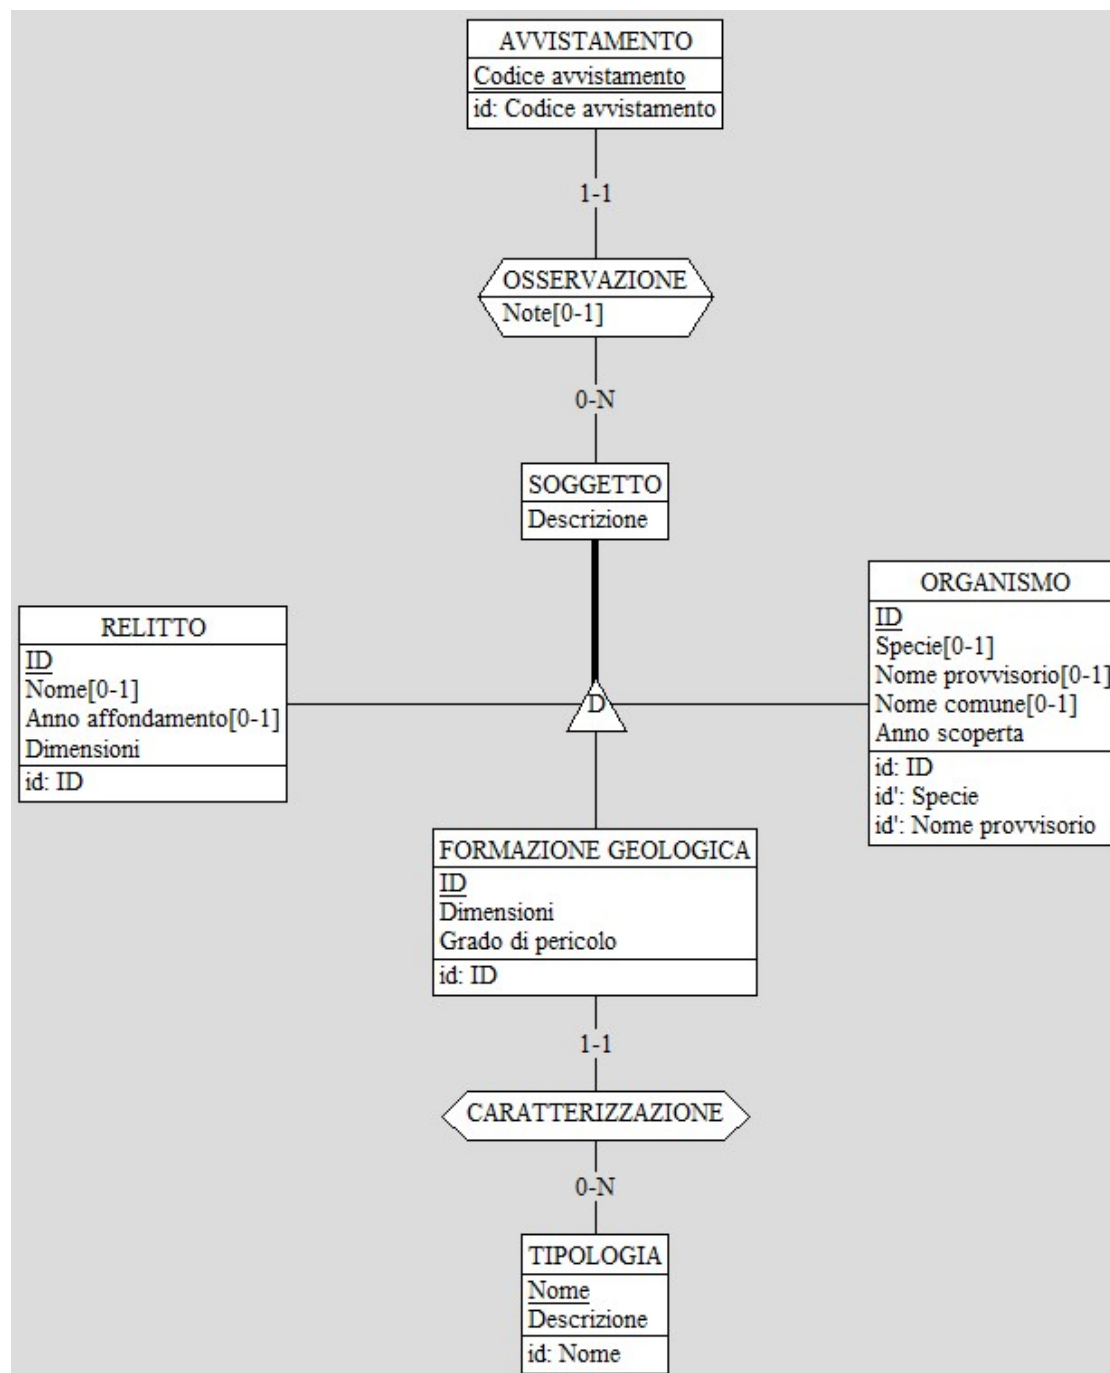 AVVISTAMENTO
Codice avvistamento
id: Codice avvistamento
1-1
OSSERVAZIONE
Note[0-1]
0-N
SOGGETTO
Descrizione
D
RELITTO
ID
Nome[0-1]
Anno affondamento[0-1]
Dimensioni
id: ID
ORGANISMO
ID
Specie[0-1]
Nome provvisorio[0-1]
Nome comune[0-1]
Anno scoperta
id: ID
id': Specie
id': Nome provvisorio
FORMAZIONE GEOLOGICA
ID
Dimensioni
Grado di pericolo
id: ID
1-1
CARATTERIZZAZIONE
0-N
TIPOLOGIA
Nome
Descrizione
id: Nome